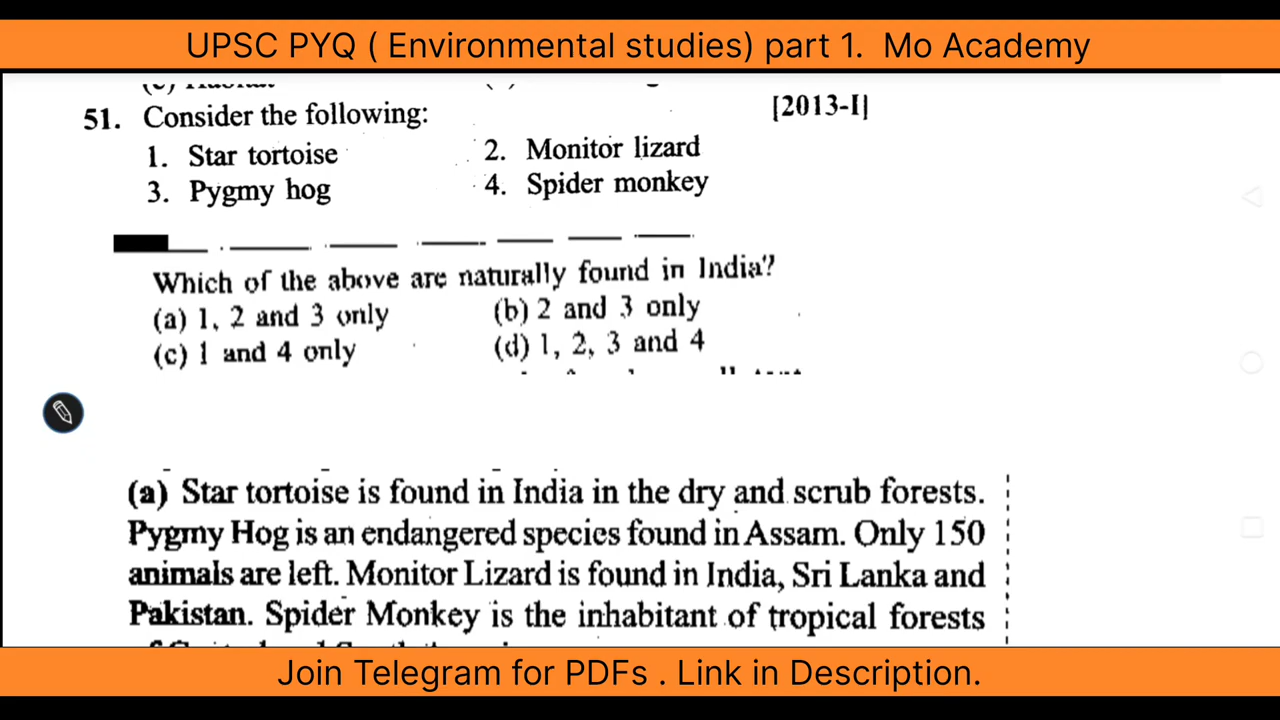 UPSC PYQ ( Environmental studies) part 1.  Mo Academy
51. Consider the following: [2013-I]
1. Star tortoise 2. Monitor lizard
3. Pygmy hog 4. Spider monkey
Which of the above are naturally found in India?
(a) 1, 2 and 3 only (b) 2 and 3 only
(c) 1 and 4 only (d) 1, 2, 3 and 4
(a) Star tortoise is found in India in the dry and scrub forests.
Pygmy Hog is an endangered species found in Assam. Only 150
animals are left. Monitor Lizard is found in India, Sri Lanka and
Pakistan. Spider Monkey is the inhabitant of tropical forests
Join Telegram for PDFs . Link in Description.